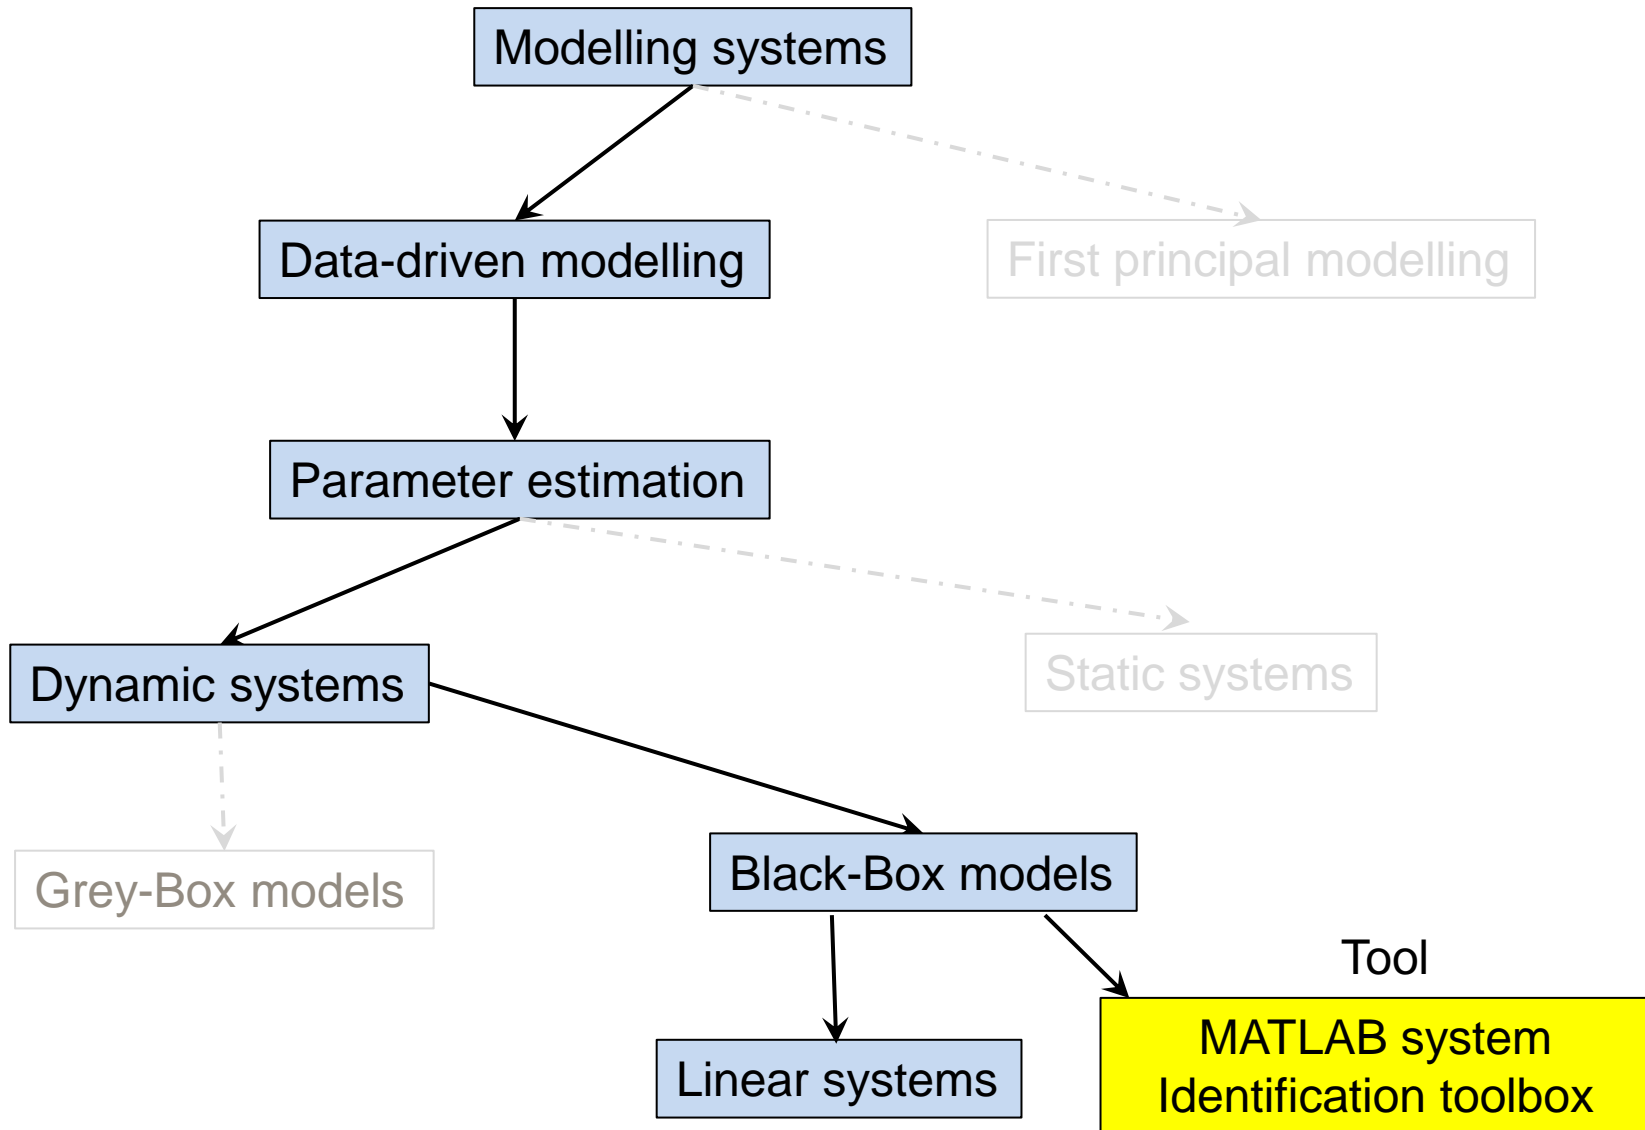 Modelling systems
Data-driven modelling
First principal modelling
Parameter estimation
Dynamic systems
Static systems
Grey-Box models
Black-Box models
Tool
Linear systems
MATLAB system
Identification toolbox